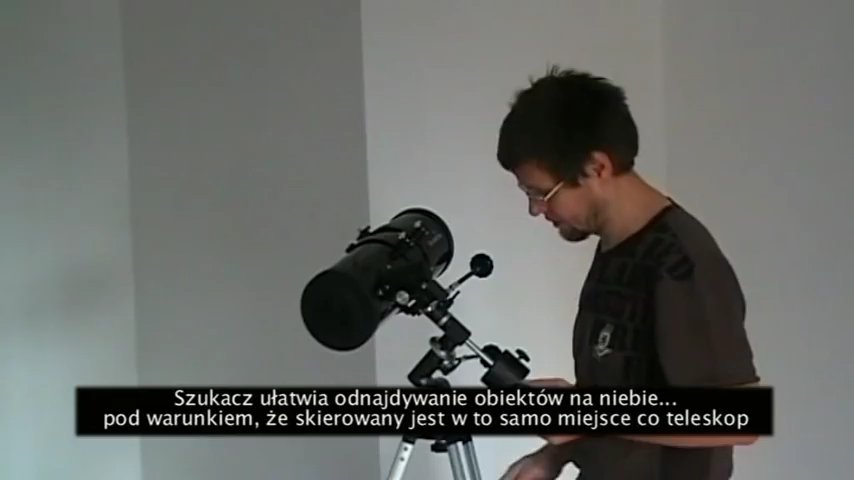 Szukacz ułatwia odnajdywanie obiektów na niebie...
pod warunkiem, że skierowany jest w to samo miejsce co teleskop